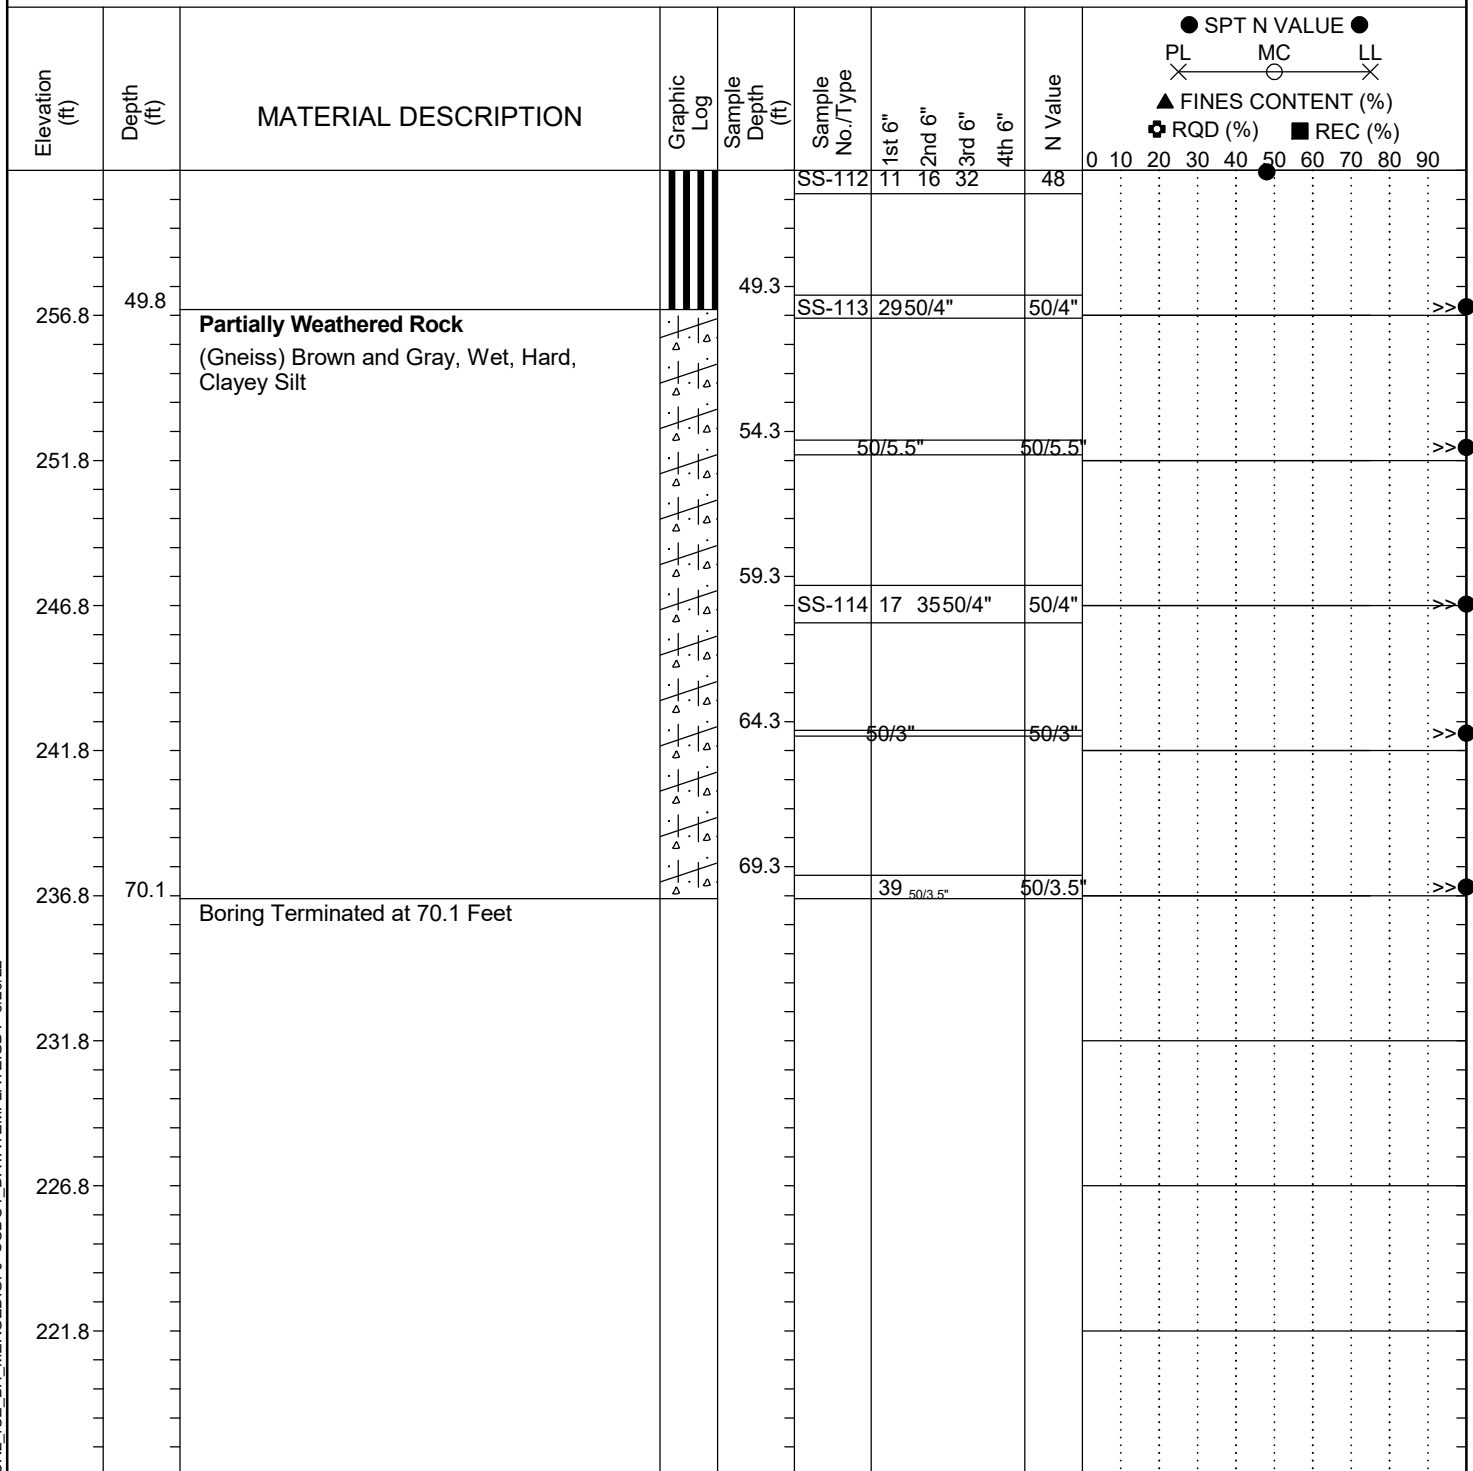 ● SPT N VALUE ●
PL MC LL
▲ FINES CONTENT (%)
RQD (%) ■ REC (%)
Elevation (ft)
Depth (ft)
MATERIAL DESCRIPTION
Graphic Log
Sample Depth (ft)
Sample No./Type
1st 6"
2nd 6"
3rd 6"
4th 6"
N Value
0 10 20 30 40 50 60 70 80 90
SS-112 11 16 32 48
49.3
49.8
SS-113 29 50/4" 50/4" >>
256.8
Partially Weathered Rock
(Gneiss) Brown and Gray, Wet, Hard,
Clayey Silt
54.3
50/5.5" 50/5.5" >>
251.8
59.3
246.8 SS-114 17 35 50/4" 50/4" >>
64.3
50/3" 50/3" >>
241.8
69.3
70.1 39 50/3.5" 50/3.5" >>
236.8
Boring Terminated at 70.1 Feet
231.8
226.8
221.8